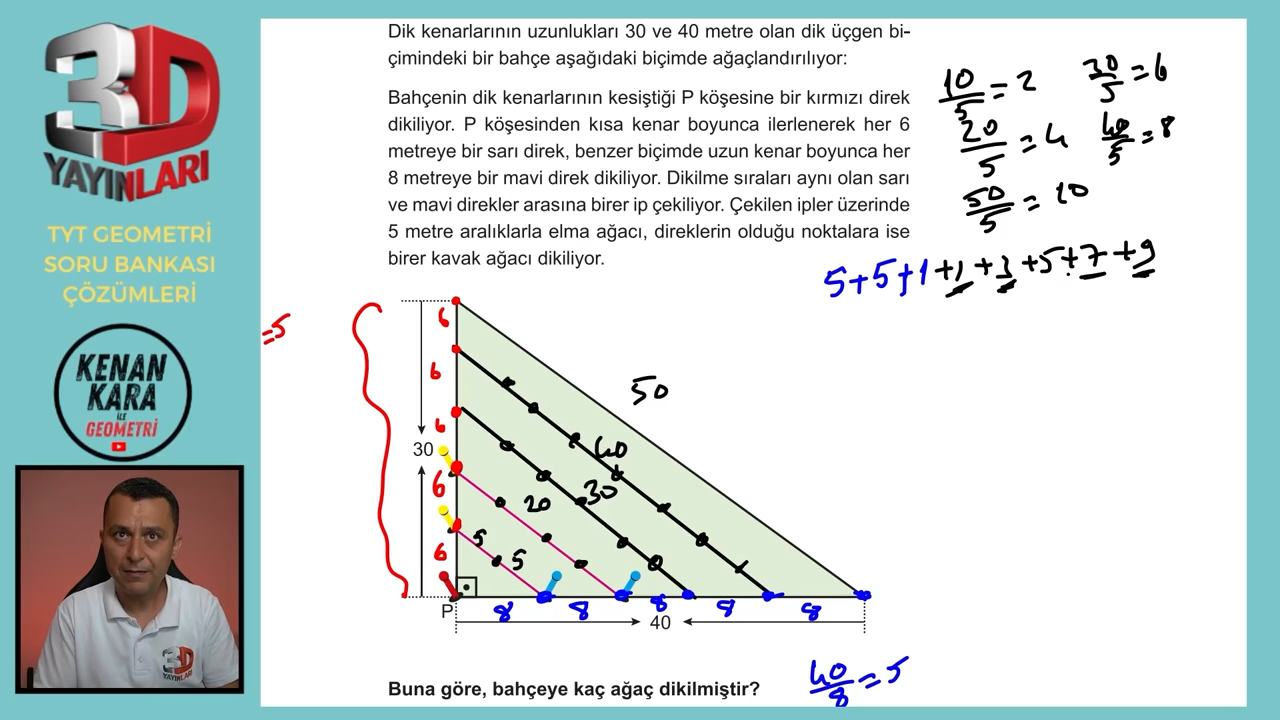 3D
YAYINLARI
TYT GEOMETRİ
SORU BANKASI
ÇÖZÜMLERİ
KENAN
KARA
İLE
GEOMETRİ
3D
YAYINLARI
Dik kenarlarının uzunlukları 30 ve 40 metre olan dik üçgen bi-
çimindeki bir bahçe aşağıdaki biçimde ağaçlandırılıyor:
Bahçenin dik kenarlarının kesiştiği P köşesine bir kırmızı direk
dikiliyor. P köşesinden kısa kenar boyunca ilerlenerek her 6
metreye bir sarı direk, benzer biçimde uzun kenar boyunca her
8 metreye bir mavi direk dikiliyor. Dikilme sıraları aynı olan sarı
ve mavi direkler arasına birer ip çekiliyor. Çekilen ipler üzerinde
5 metre aralıklarla elma ağacı, direklerin olduğu noktalara ise
birer kavak ağacı dikiliyor.
10/5 = 2 30/5 = 6
20/5 = 4 40/5 = 8
50/5 = 10
5+5+1+1+3+5+7+9
=5
6
6
6
6
6
30
50
40
30
20
5
5
P
8 8 8 8 8
40
Buna göre, bahçeye kaç ağaç dikilmiştir?
40/8 = 5